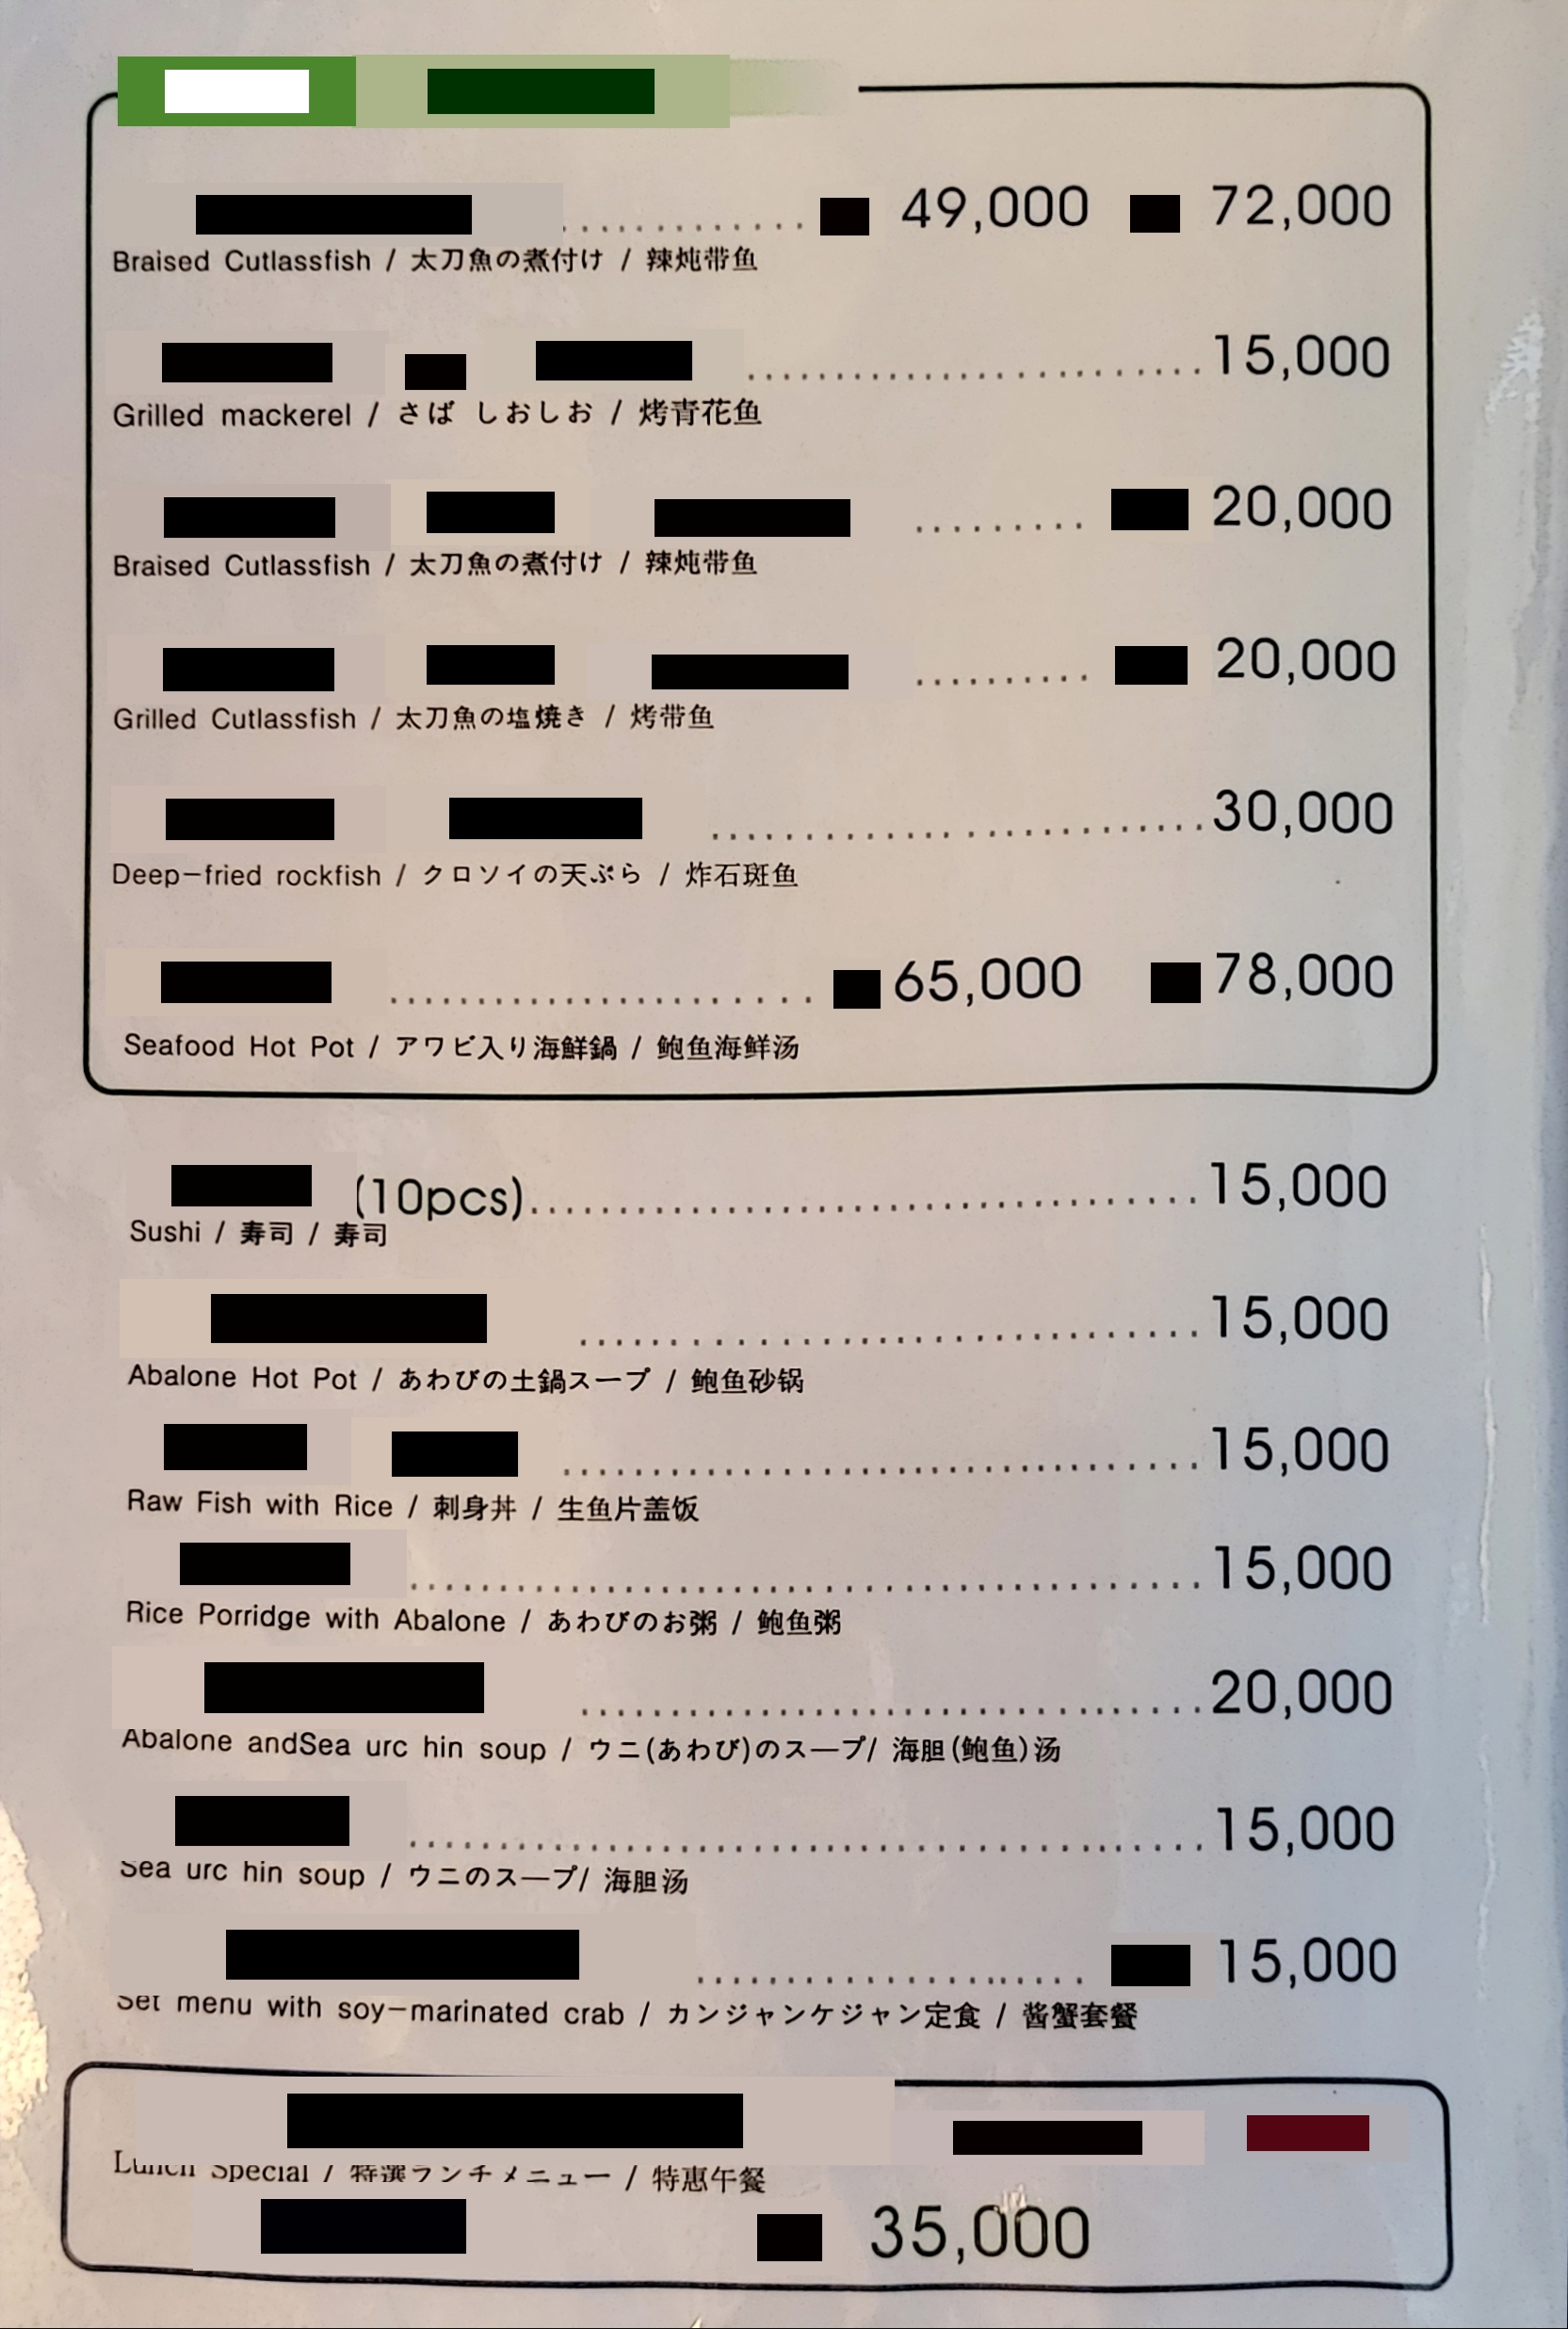 49,000 72,000
Braised Cutlassfish / 太刀魚の煮付け / 辣炖带鱼
15,000
Grilled mackerel / さば しおしお / 烤青花鱼
20,000
Braised Cutlassfish / 太刀魚の煮付け / 辣炖带鱼
20,000
Grilled Cutlassfish / 太刀魚の塩焼き / 烤带鱼
30,000
Deep-fried rockfish / クロソイの天ぷら / 炸石斑鱼
65,000 78,000
Seafood Hot Pot / アワビ入り海鮮鍋 / 鲍鱼海鲜汤
(10pcs) 15,000
Sushi / 寿司 / 寿司
15,000
Abalone Hot Pot / あわびの土鍋スープ / 鲍鱼砂锅
15,000
Raw Fish with Rice / 刺身丼 / 生鱼片盖饭
15,000
Rice Porridge with Abalone / あわびのお粥 / 鲍鱼粥
20,000
Abalone andSea urc hin soup / ウニ(あわび)のスープ/ 海胆(鲍鱼)汤
15,000
Sea urc hin soup / ウニのスープ/ 海胆汤
15,000
Set menu with soy-marinated crab / カンジャンケジャン定食 / 酱蟹套餐
Lunch Special / 特選ランチメニュー / 特惠午餐
35,000